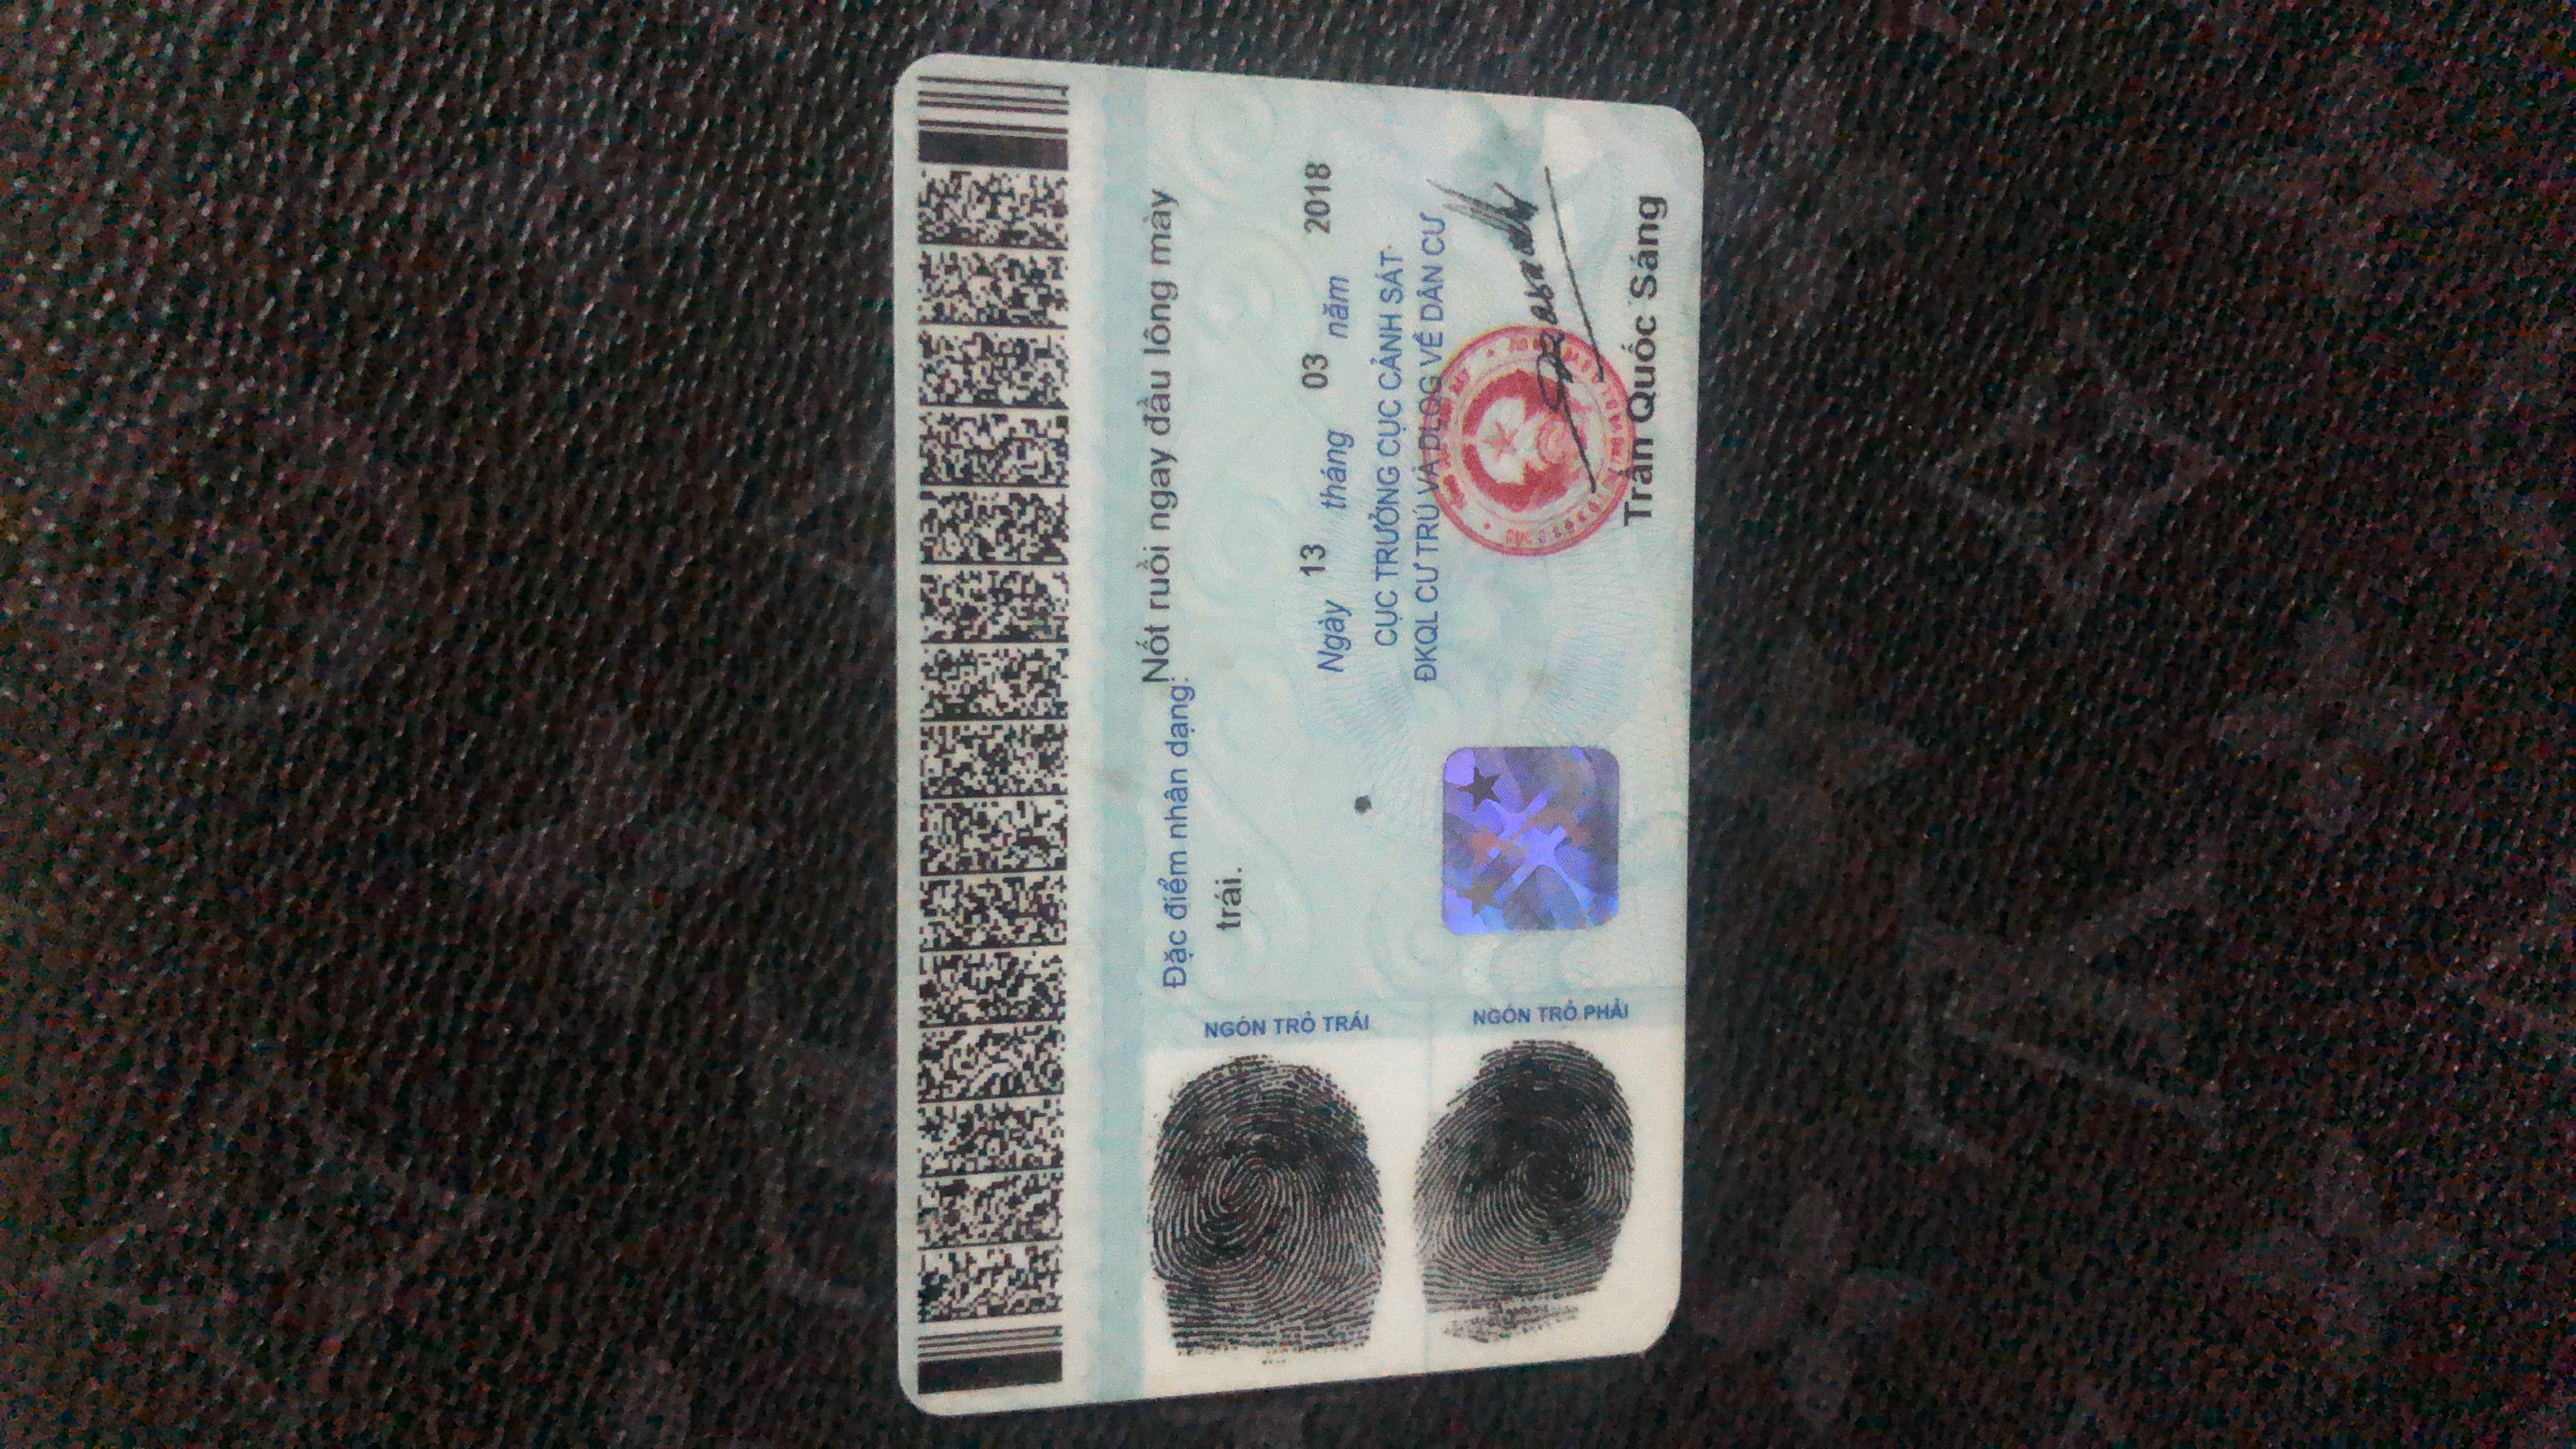 Đặc điểm nhân dạng: Nốt ruồi ngay đầu lông mày
trái.
NGÓN TRỎ TRÁI
Ngày 13 tháng 03 năm 2018
CỤC TRƯỞNG CỤC CẢNH SÁT
ĐKQL CƯ TRÚ VÀ DLQG VỀ DÂN CƯ
NGÓN TRỎ PHẢI
Trần Quốc Sáng